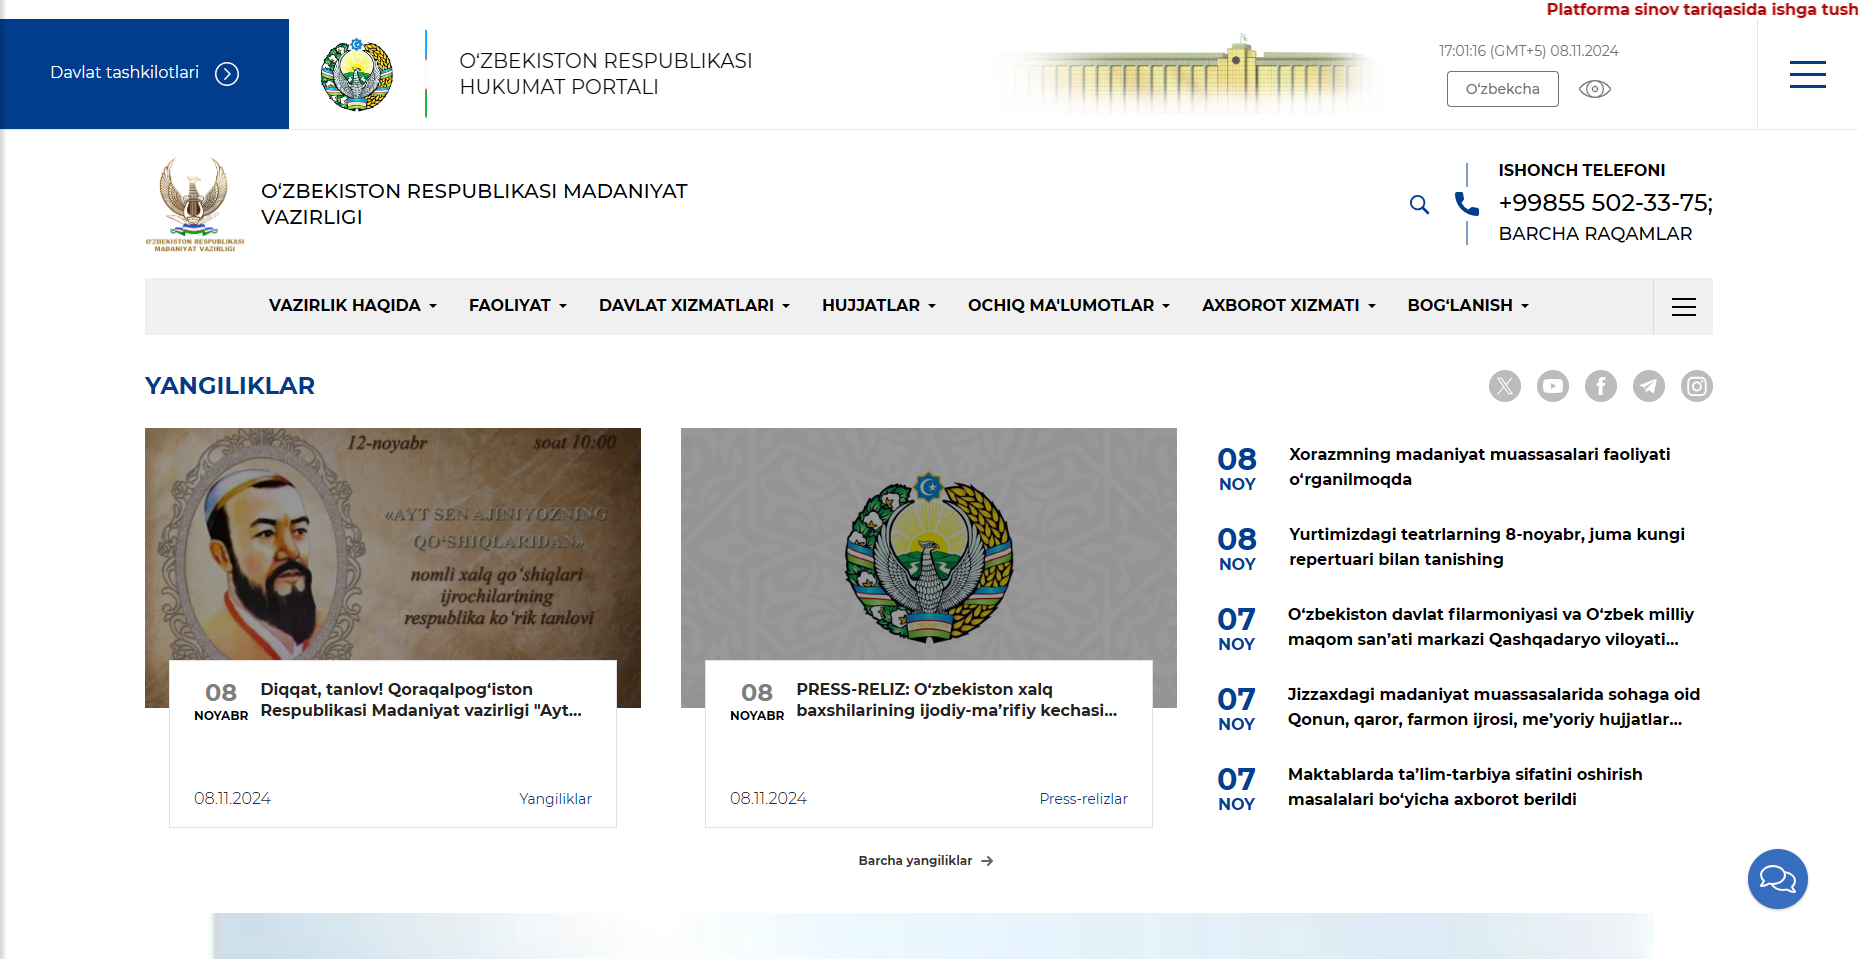 Platforma sinov tariqasida ishga tush
Davlat tashkilotlari
O‘ZBEKISTON RESPUBLIKASI
HUKUMAT PORTALI
17:01:16 (GMT+5) 08.11.2024
O‘zbekcha
O‘ZBEKISTON RESPUBLIKASI
MADANIYAT VAZIRLIGI
O‘ZBEKISTON RESPUBLIKASI MADANIYAT
VAZIRLIGI
ISHONCH TELEFONI
+99855 502-33-75;
BARCHA RAQAMLAR
VAZIRLIK HAQIDA
FAOLIYAT
DAVLAT XIZMATLARI
HUJJATLAR
OCHIQ MA'LUMOTLAR
AXBOROT XIZMATI
BOG‘LANISH
YANGILIKLAR
12-noyabr
soat 10:00
«AYT SEN AJINIYOZNING
QO‘SHIQLARIDAN»
nomli xalq qo‘shiqlari
ijrochilarining
respublika ko‘rik tanlovi
08
NOYABR
Diqqat, tanlov! Qoraqalpog‘iston
Respublikasi Madaniyat vazirligi "Ayt...
08.11.2024
Yangiliklar
08
NOYABR
PRESS-RELIZ: O‘zbekiston xalq
baxshilarining ijodiy-ma’rifiy kechasi...
08.11.2024
Press-relizlar
08
NOY
Xorazmning madaniyat muassasalari faoliyati
o‘rganilmoqda
08
NOY
Yurtimizdagi teatrlarning 8-noyabr, juma kungi
repertuari bilan tanishing
07
NOY
O‘zbekiston davlat filarmoniyasi va O‘zbek milliy
maqom san’ati markazi Qashqadaryo viloyati...
07
NOY
Jizzaxdagi madaniyat muassasalarida sohaga oid
Qonun, qaror, farmon ijrosi, me’yoriy hujjatlar...
07
NOY
Maktablarda ta’lim-tarbiya sifatini oshirish
masalalari bo‘yicha axborot berildi
Barcha yangiliklar